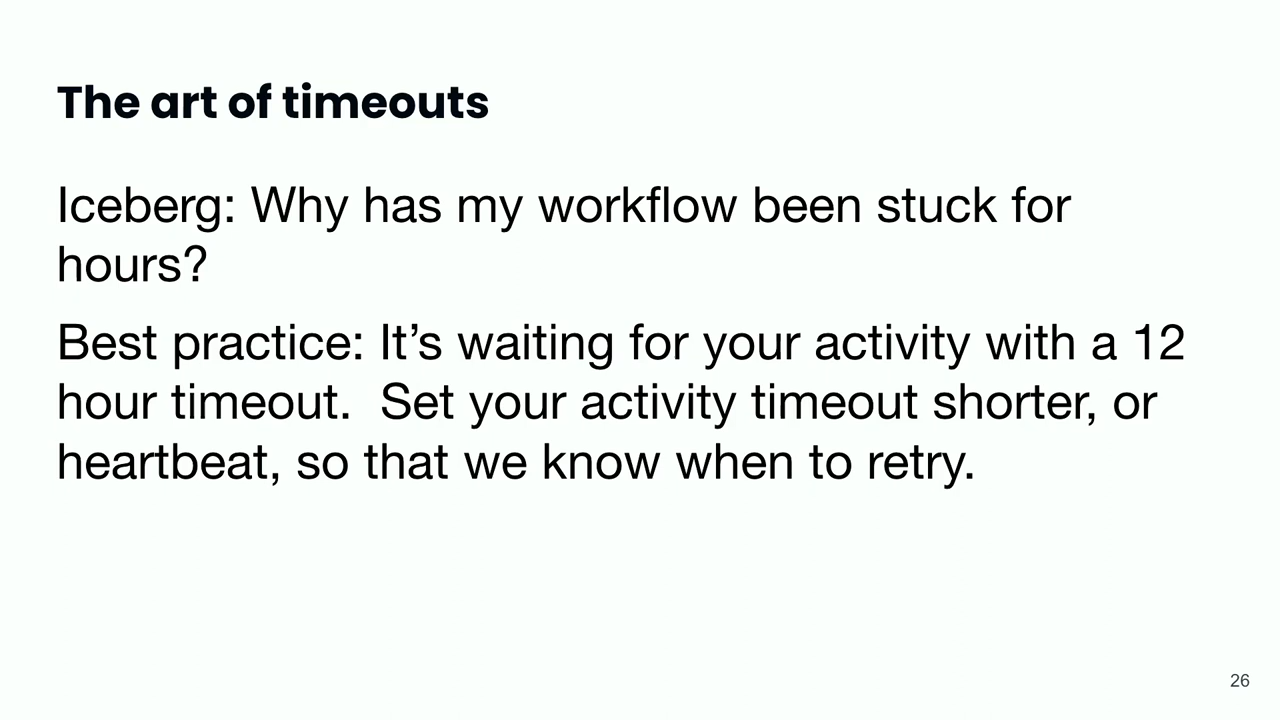 The art of timeouts
Iceberg: Why has my workflow been stuck for
hours?
Best practice: It’s waiting for your activity with a 12
hour timeout.  Set your activity timeout shorter, or
heartbeat, so that we know when to retry.
26